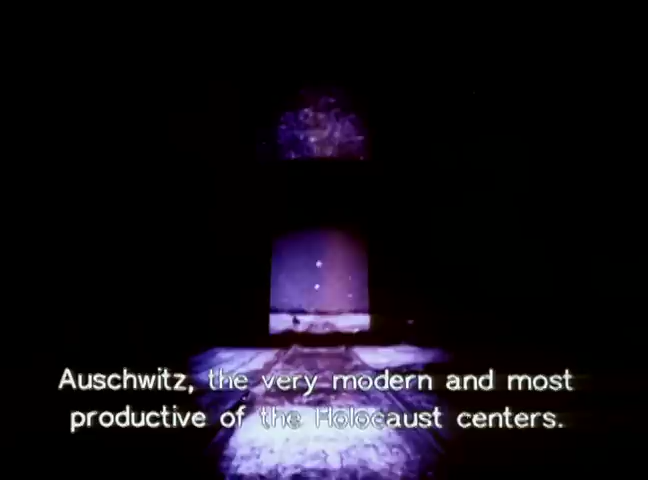 Auschwitz, the very modern and most
productive of the Holocaust centers.